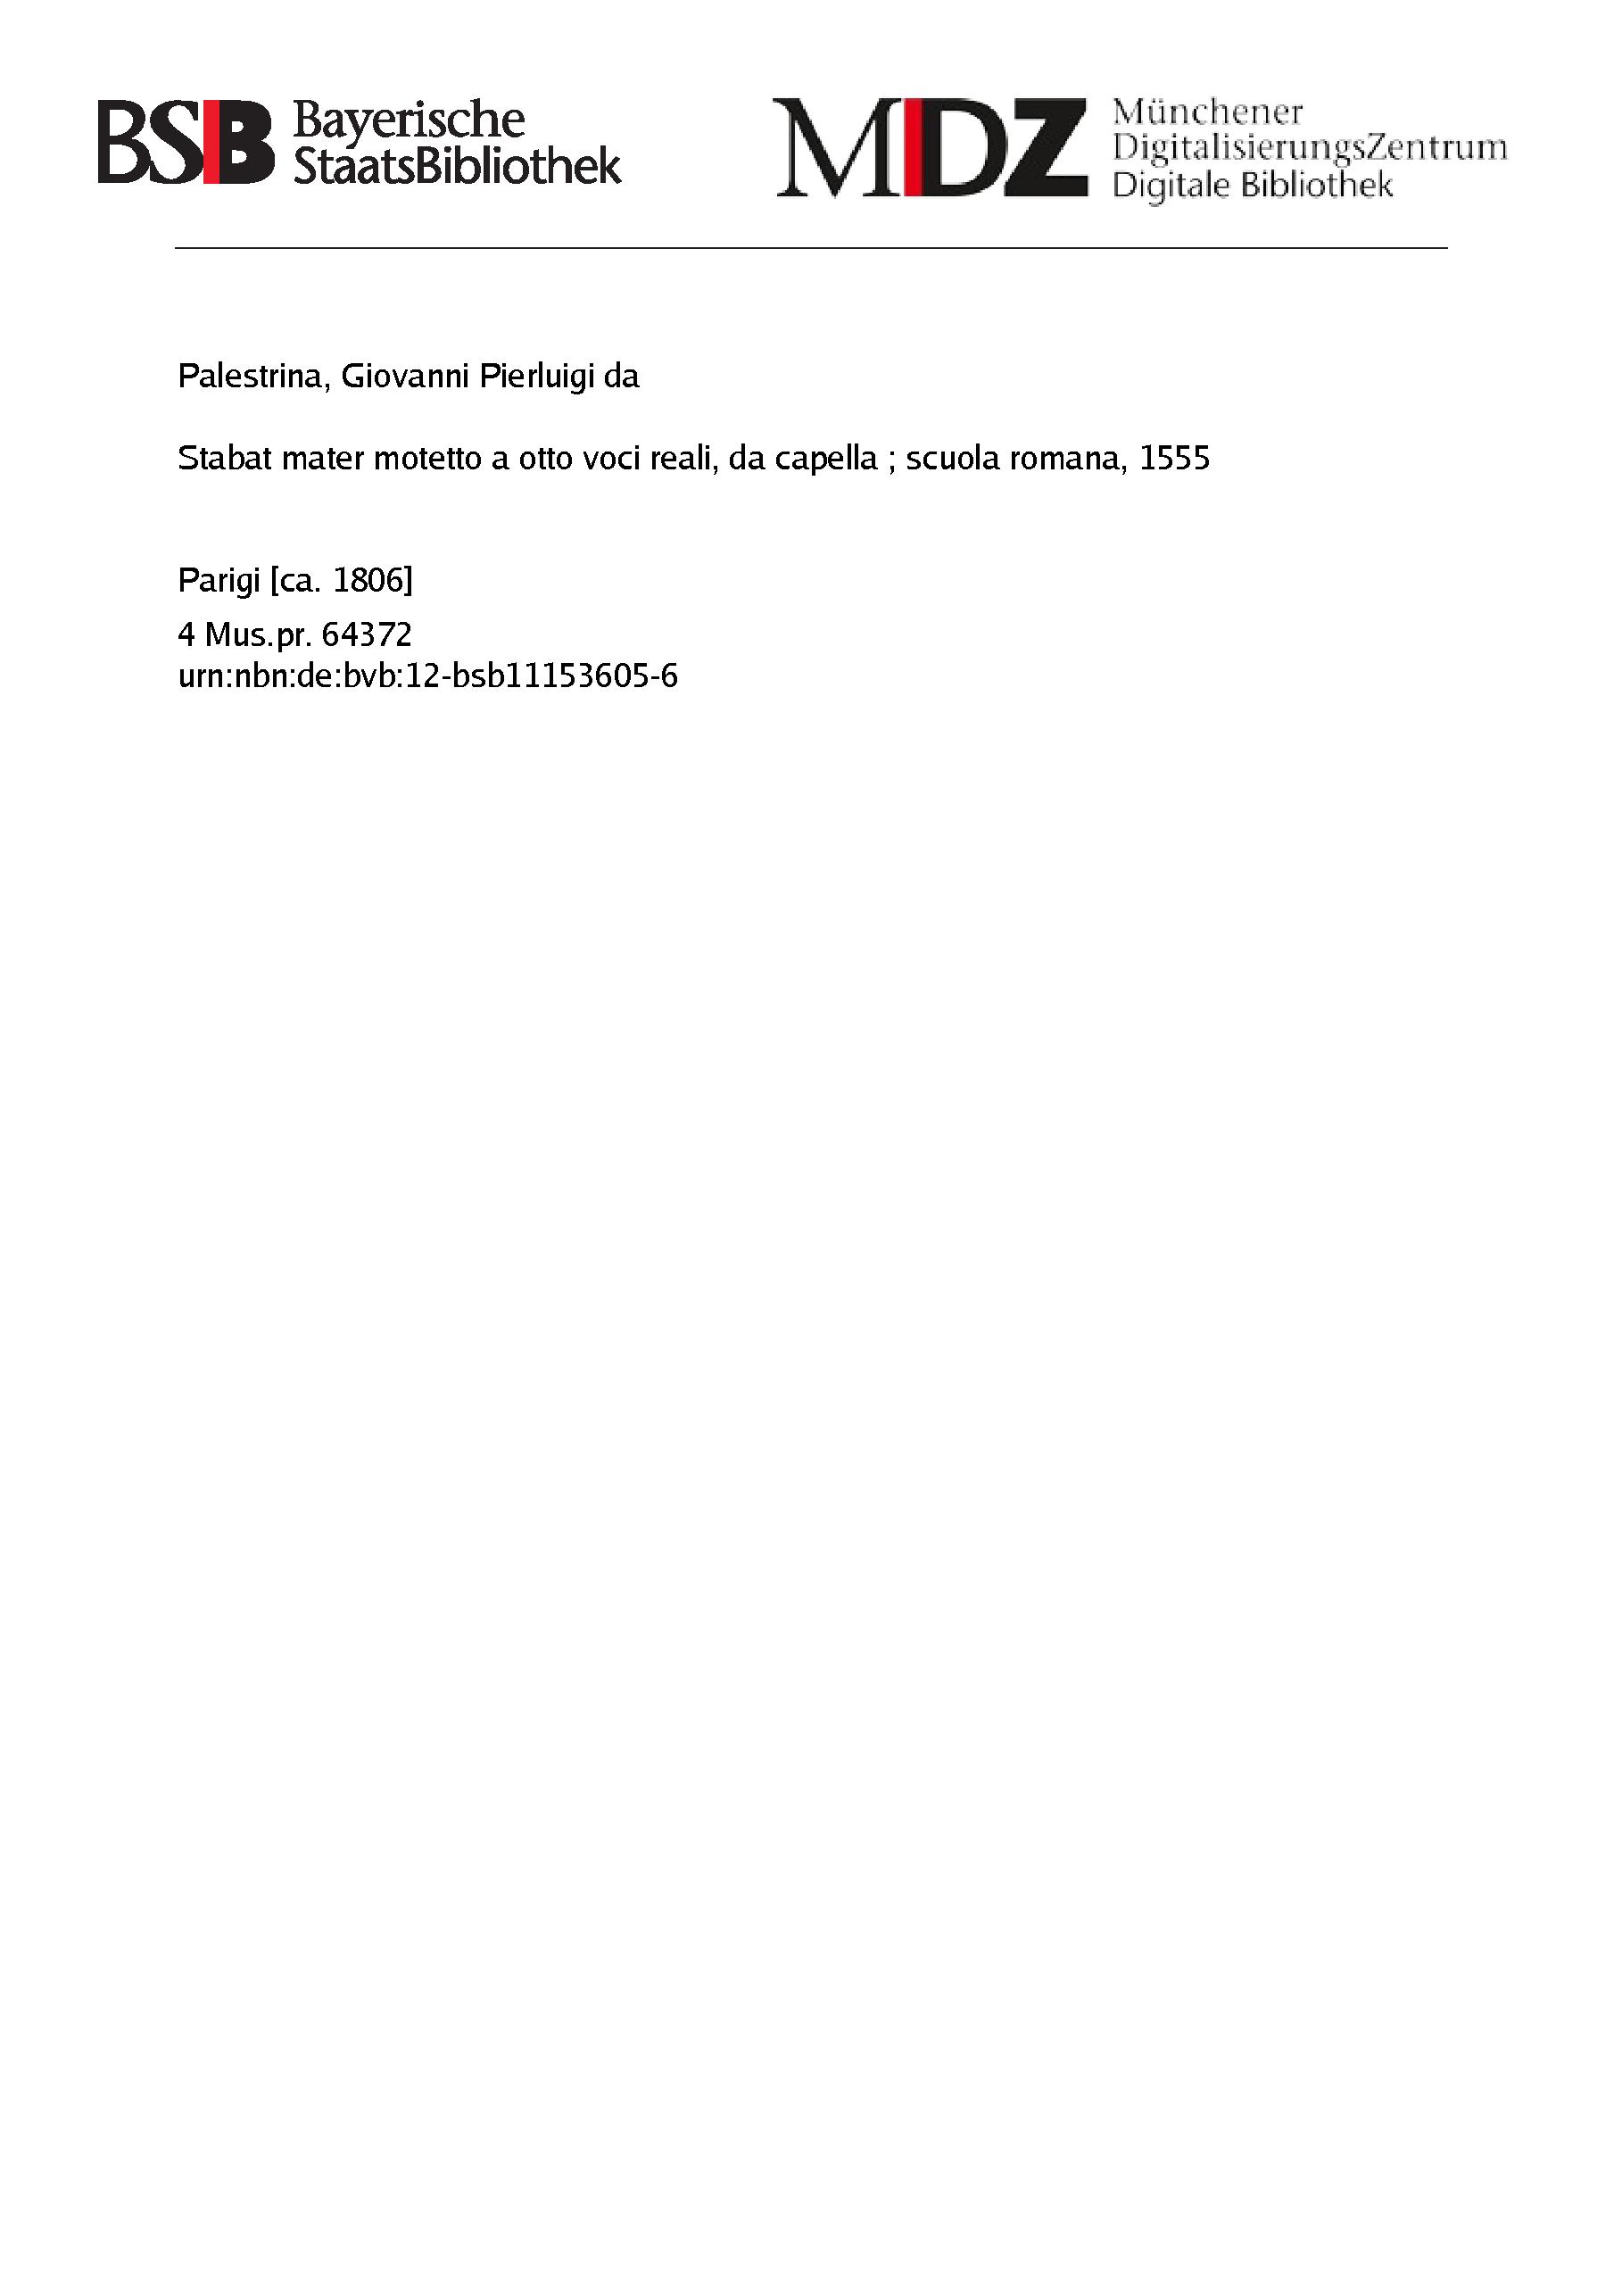 BSB Bayerische
StaatsBibliothek
MDZ Münchener
DigitalisierungsZentrum
Digitale Bibliothek
Palestrina, Giovanni Pierluigi da
Stabat mater motetto a otto voci reali, da capella ; scuola romana, 1555
Parigi [ca. 1806]
4 Mus.pr. 64372
urn:nbn:de:bvb:12-bsb11153605-6